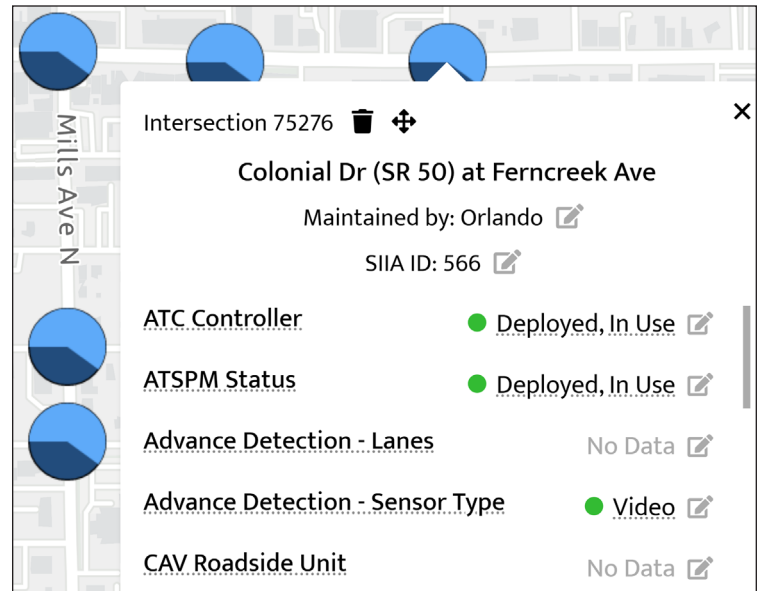 Mills Ave N
Intersection 75276
Colonial Dr (SR 50) at Ferncreek Ave
Maintained by: Orlando
SIIA ID: 566
ATC Controller Deployed, In Use
ATSPM Status Deployed, In Use
Advance Detection - Lanes No Data
Advance Detection - Sensor Type Video
CAV Roadside Unit No Data